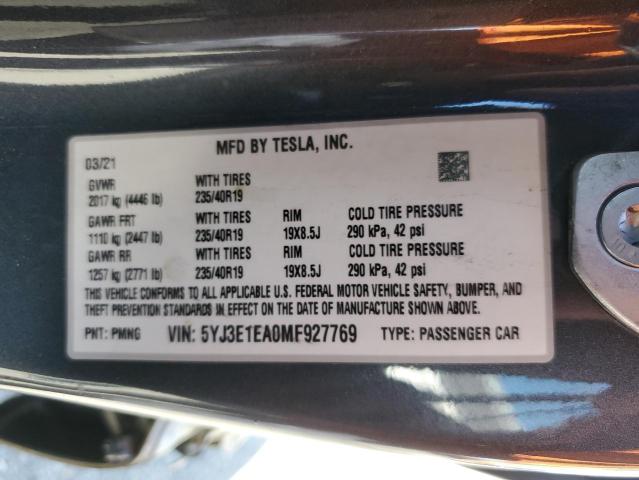 MFD BY TESLA, INC.
03/21
GVWR WITH TIRES
2017 kg (4446 lb) 235/40R19
GAWR FRT WITH TIRES RIM COLD TIRE PRESSURE
1110 kg (2447 lb) 235/40R19 19X8.5J 290 kPa, 42 psi
GAWR RR WITH TIRES RIM COLD TIRE PRESSURE
1257 kg (2771 lb) 235/40R19 19X8.5J 290 kPa, 42 psi
THIS VEHICLE CONFORMS TO ALL APPLICABLE U.S. FEDERAL MOTOR VEHICLE SAFETY, BUMPER, AND
THEFT PREVENTION STANDARDS IN EFFECT ON THE DATE OF MANUFACTURE SHOWN ABOVE.
PNT: PMNG VIN: 5YJ3E1EA0MF927769 TYPE: PASSENGER CAR